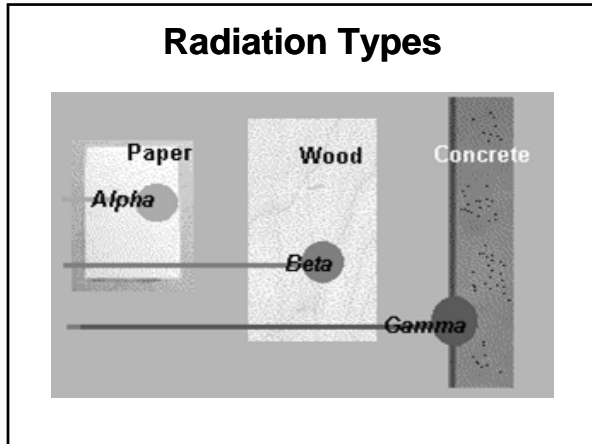 Radiation Types
Paper
Wood
Concrete
Alpha
Beta
Gamma